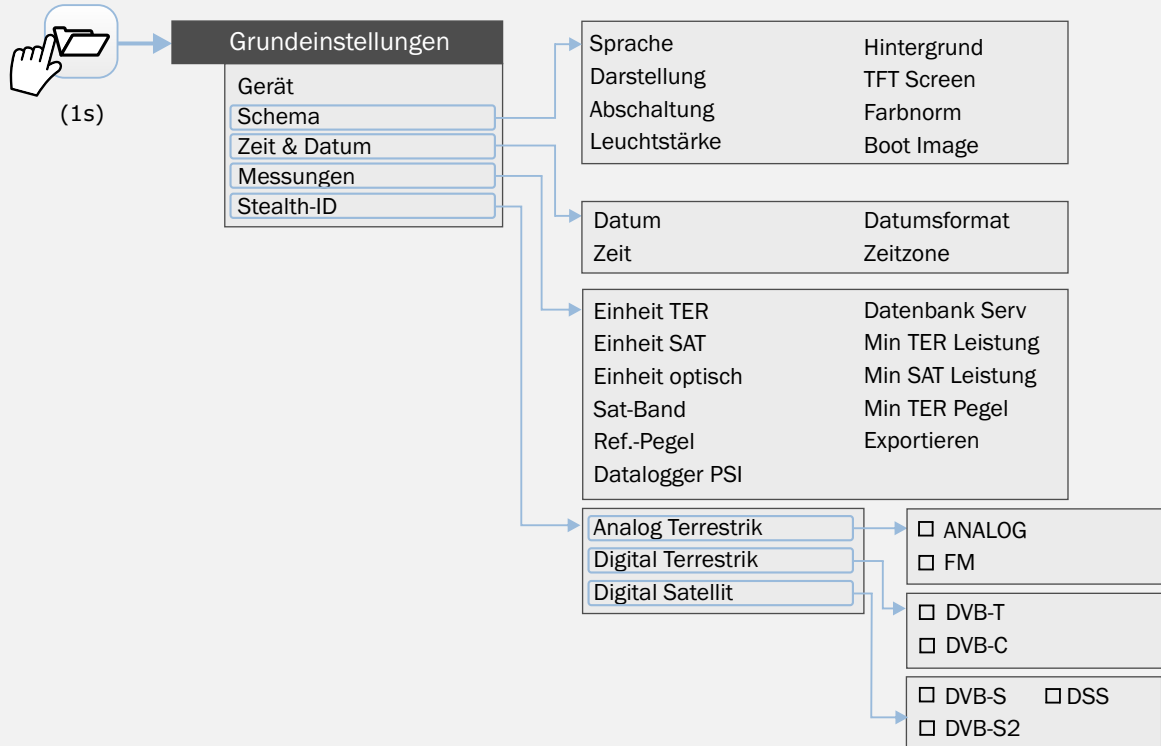 (1s)
Grundeinstellungen
Gerät
Schema
Zeit & Datum
Messungen
Stealth-ID
Sprache
Darstellung
Abschaltung
Leuchtstärke
Hintergrund
TFT Screen
Farbnorm
Boot Image
Datum
Zeit
Datumsformat
Zeitzone
Einheit TER
Einheit SAT
Einheit optisch
Sat-Band
Ref.-Pegel
Datalogger PSI
Datenbank Serv
Min TER Leistung
Min SAT Leistung
Min TER Pegel
Exportieren
Analog Terrestrik
Digital Terrestrik
Digital Satellit
ANALOG
FM
DVB-T
DVB-C
DVB-S DSS
DVB-S2